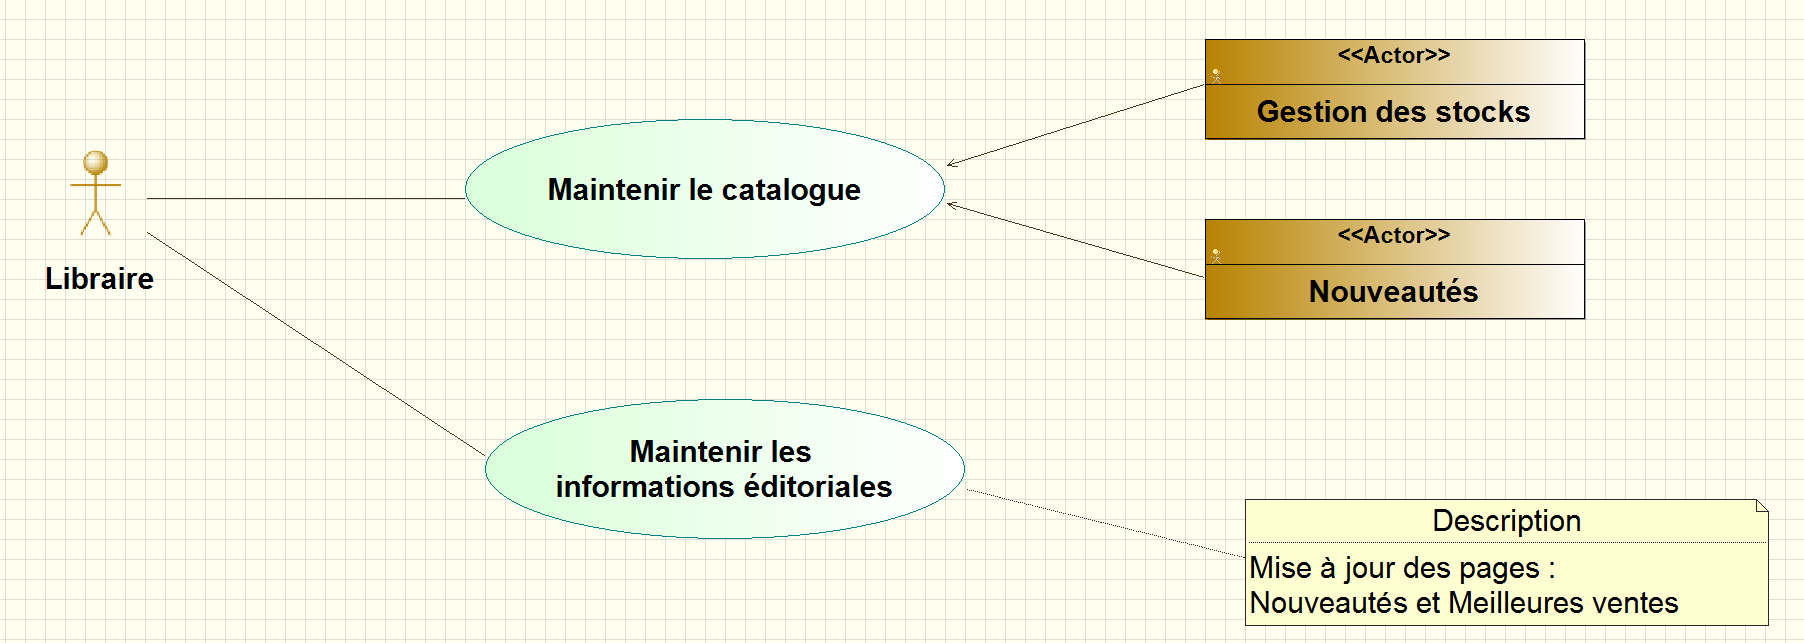 <<Actor>>
Gestion des stocks
Maintenir le catalogue
<<Actor>>
Nouveautés
Libraire
Maintenir les
informations éditoriales
Description
Mise à jour des pages :
Nouveautés et Meilleures ventes